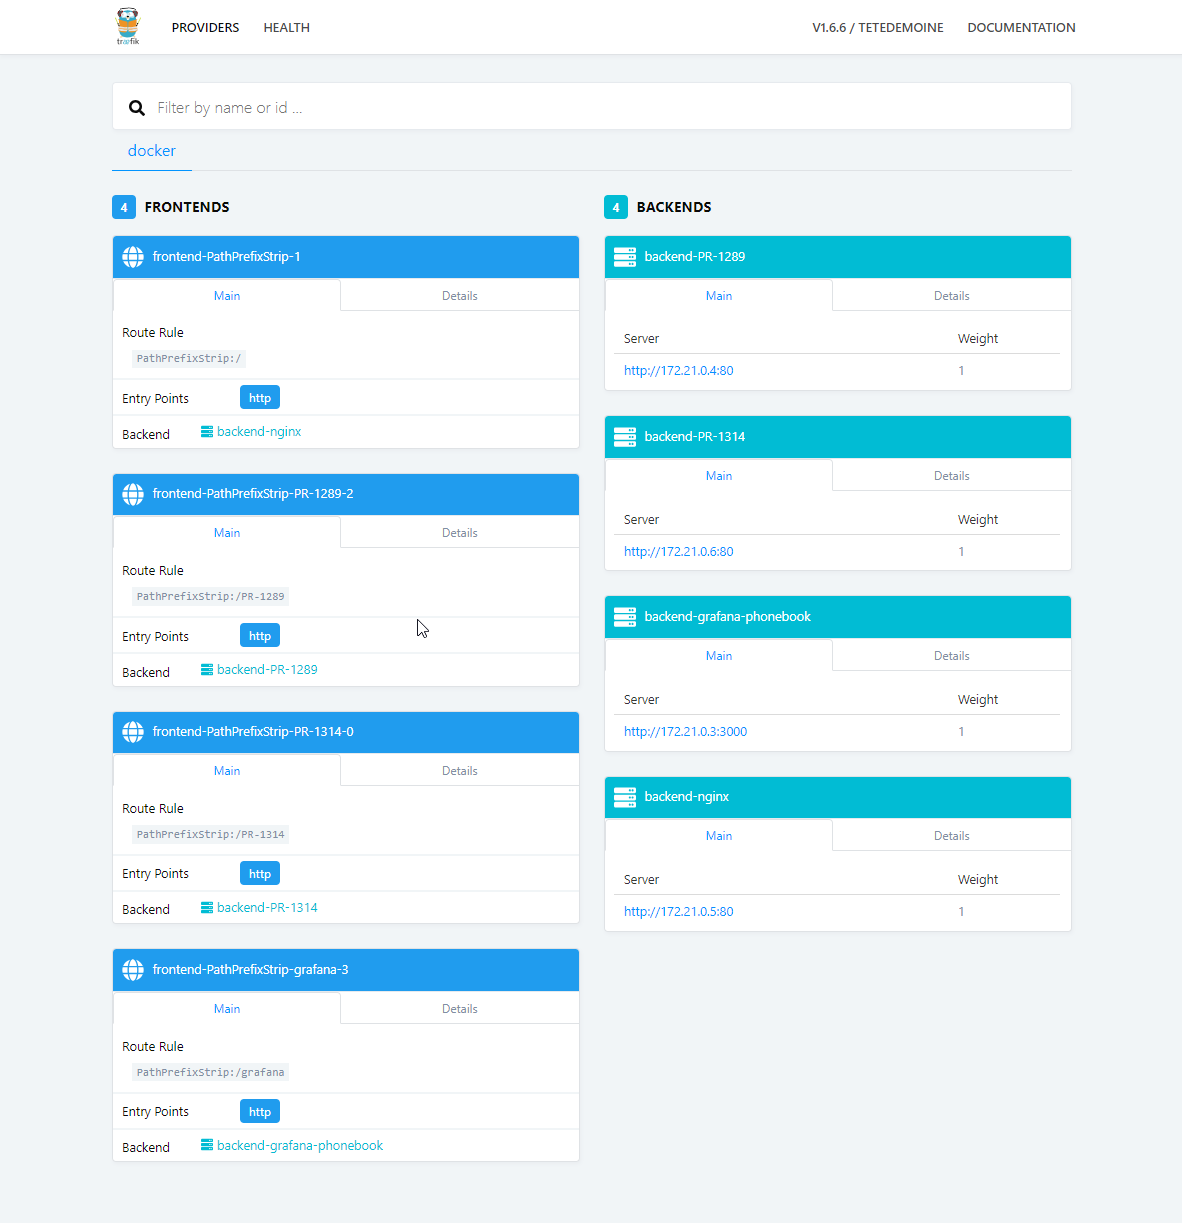 træfik
PROVIDERS
HEALTH
V1.6.6 / TETEDEMOINE
DOCUMENTATION
Filter by name or id ...
docker
4 FRONTENDS
frontend-PathPrefixStrip-1
Main Details
Route Rule
PathPrefixStrip:/
Entry Points http
Backend backend-nginx
frontend-PathPrefixStrip-PR-1289-2
Main Details
Route Rule
PathPrefixStrip:/PR-1289
Entry Points http
Backend backend-PR-1289
frontend-PathPrefixStrip-PR-1314-0
Main Details
Route Rule
PathPrefixStrip:/PR-1314
Entry Points http
Backend backend-PR-1314
frontend-PathPrefixStrip-grafana-3
Main Details
Route Rule
PathPrefixStrip:/grafana
Entry Points http
Backend backend-grafana-phonebook
4 BACKENDS
backend-PR-1289
Main Details
Server Weight
http://172.21.0.4:80 1
backend-PR-1314
Main Details
Server Weight
http://172.21.0.6:80 1
backend-grafana-phonebook
Main Details
Server Weight
http://172.21.0.3:3000 1
backend-nginx
Main Details
Server Weight
http://172.21.0.5:80 1